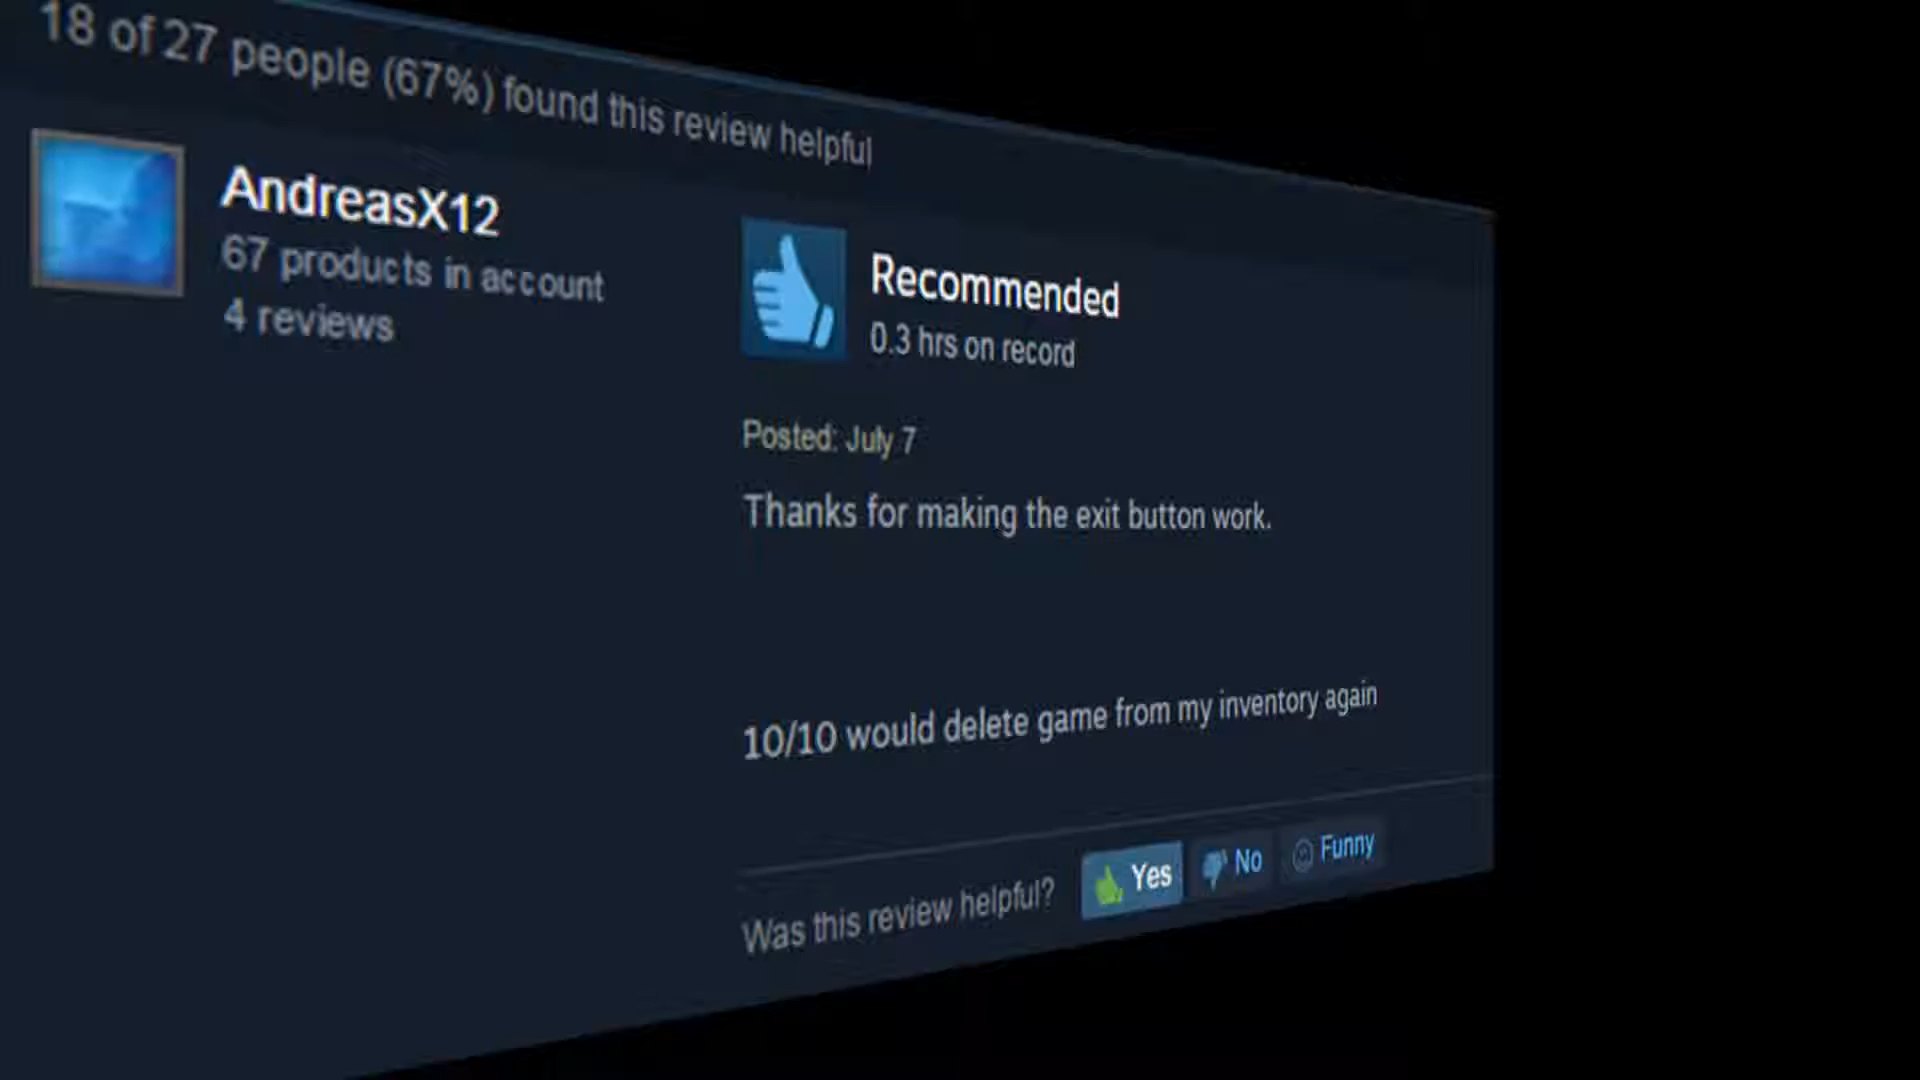 18 of 27 people (67%) found this review helpful
AndreasX12
67 products in account
4 reviews
Recommended
0.3 hrs on record
Posted: July 7
Thanks for making the exit button work.
10/10 would delete game from my inventory again
Was this review helpful? Yes No Funny